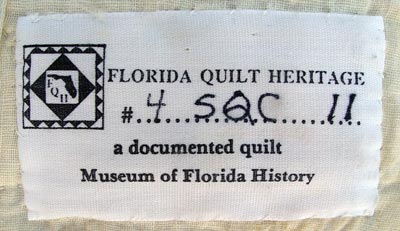 FQH
FLORIDA QUILT HERITAGE
#. 4 SQC 11
a documented quilt
Museum of Florida History